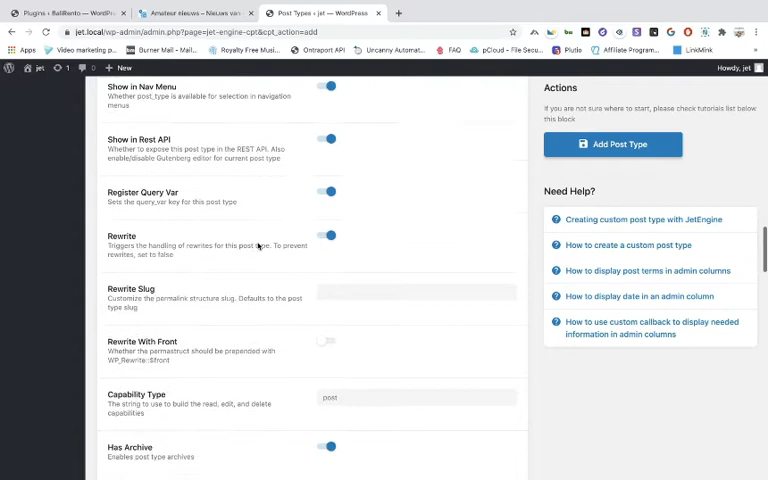 Plugins ‹ BaliRento — WordPr
Amateur nieuws – Nieuws van
Post Types ‹ jet — WordPress
jet.local/wp-admin/admin.php?page=jet-engine-cpt&cpt_action=add
Apps
Video marketing p...
Burner Mail - Mail...
Royalty Free Musi...
Ontraport API
Uncanny Automat...
FAQ
pCloud - File Secu...
Plutio
Affiliate Program...
LinkMink
jet
1
0
New
Howdy, jet
Show in Nav Menu
Whether post_type is available for selection in navigation
menus
Show in Rest API
Whether to expose this post type in the REST API. Also
enable/disable Gutenberg editor for current post type
Register Query Var
Sets the query_var key for this post type
Rewrite
Triggers the handling of rewrites for this post type. To prevent
rewrites, set to false
Rewrite Slug
Customize the permalink structure slug. Defaults to the post
type slug
Rewrite With Front
Whether the permastruct should be prepended with
WP_Rewrite::$front
Capability Type
The string to use to build the read, edit, and delete
capabilities
post
Has Archive
Enables post type archives
Actions
If you are not sure where to start, please check tutorials list below
this block
Add Post Type
Need Help?
Creating custom post type with JetEngine
How to create a custom post type
How to display post terms in admin columns
How to display date in an admin column
How to use custom callback to display needed
information in admin columns